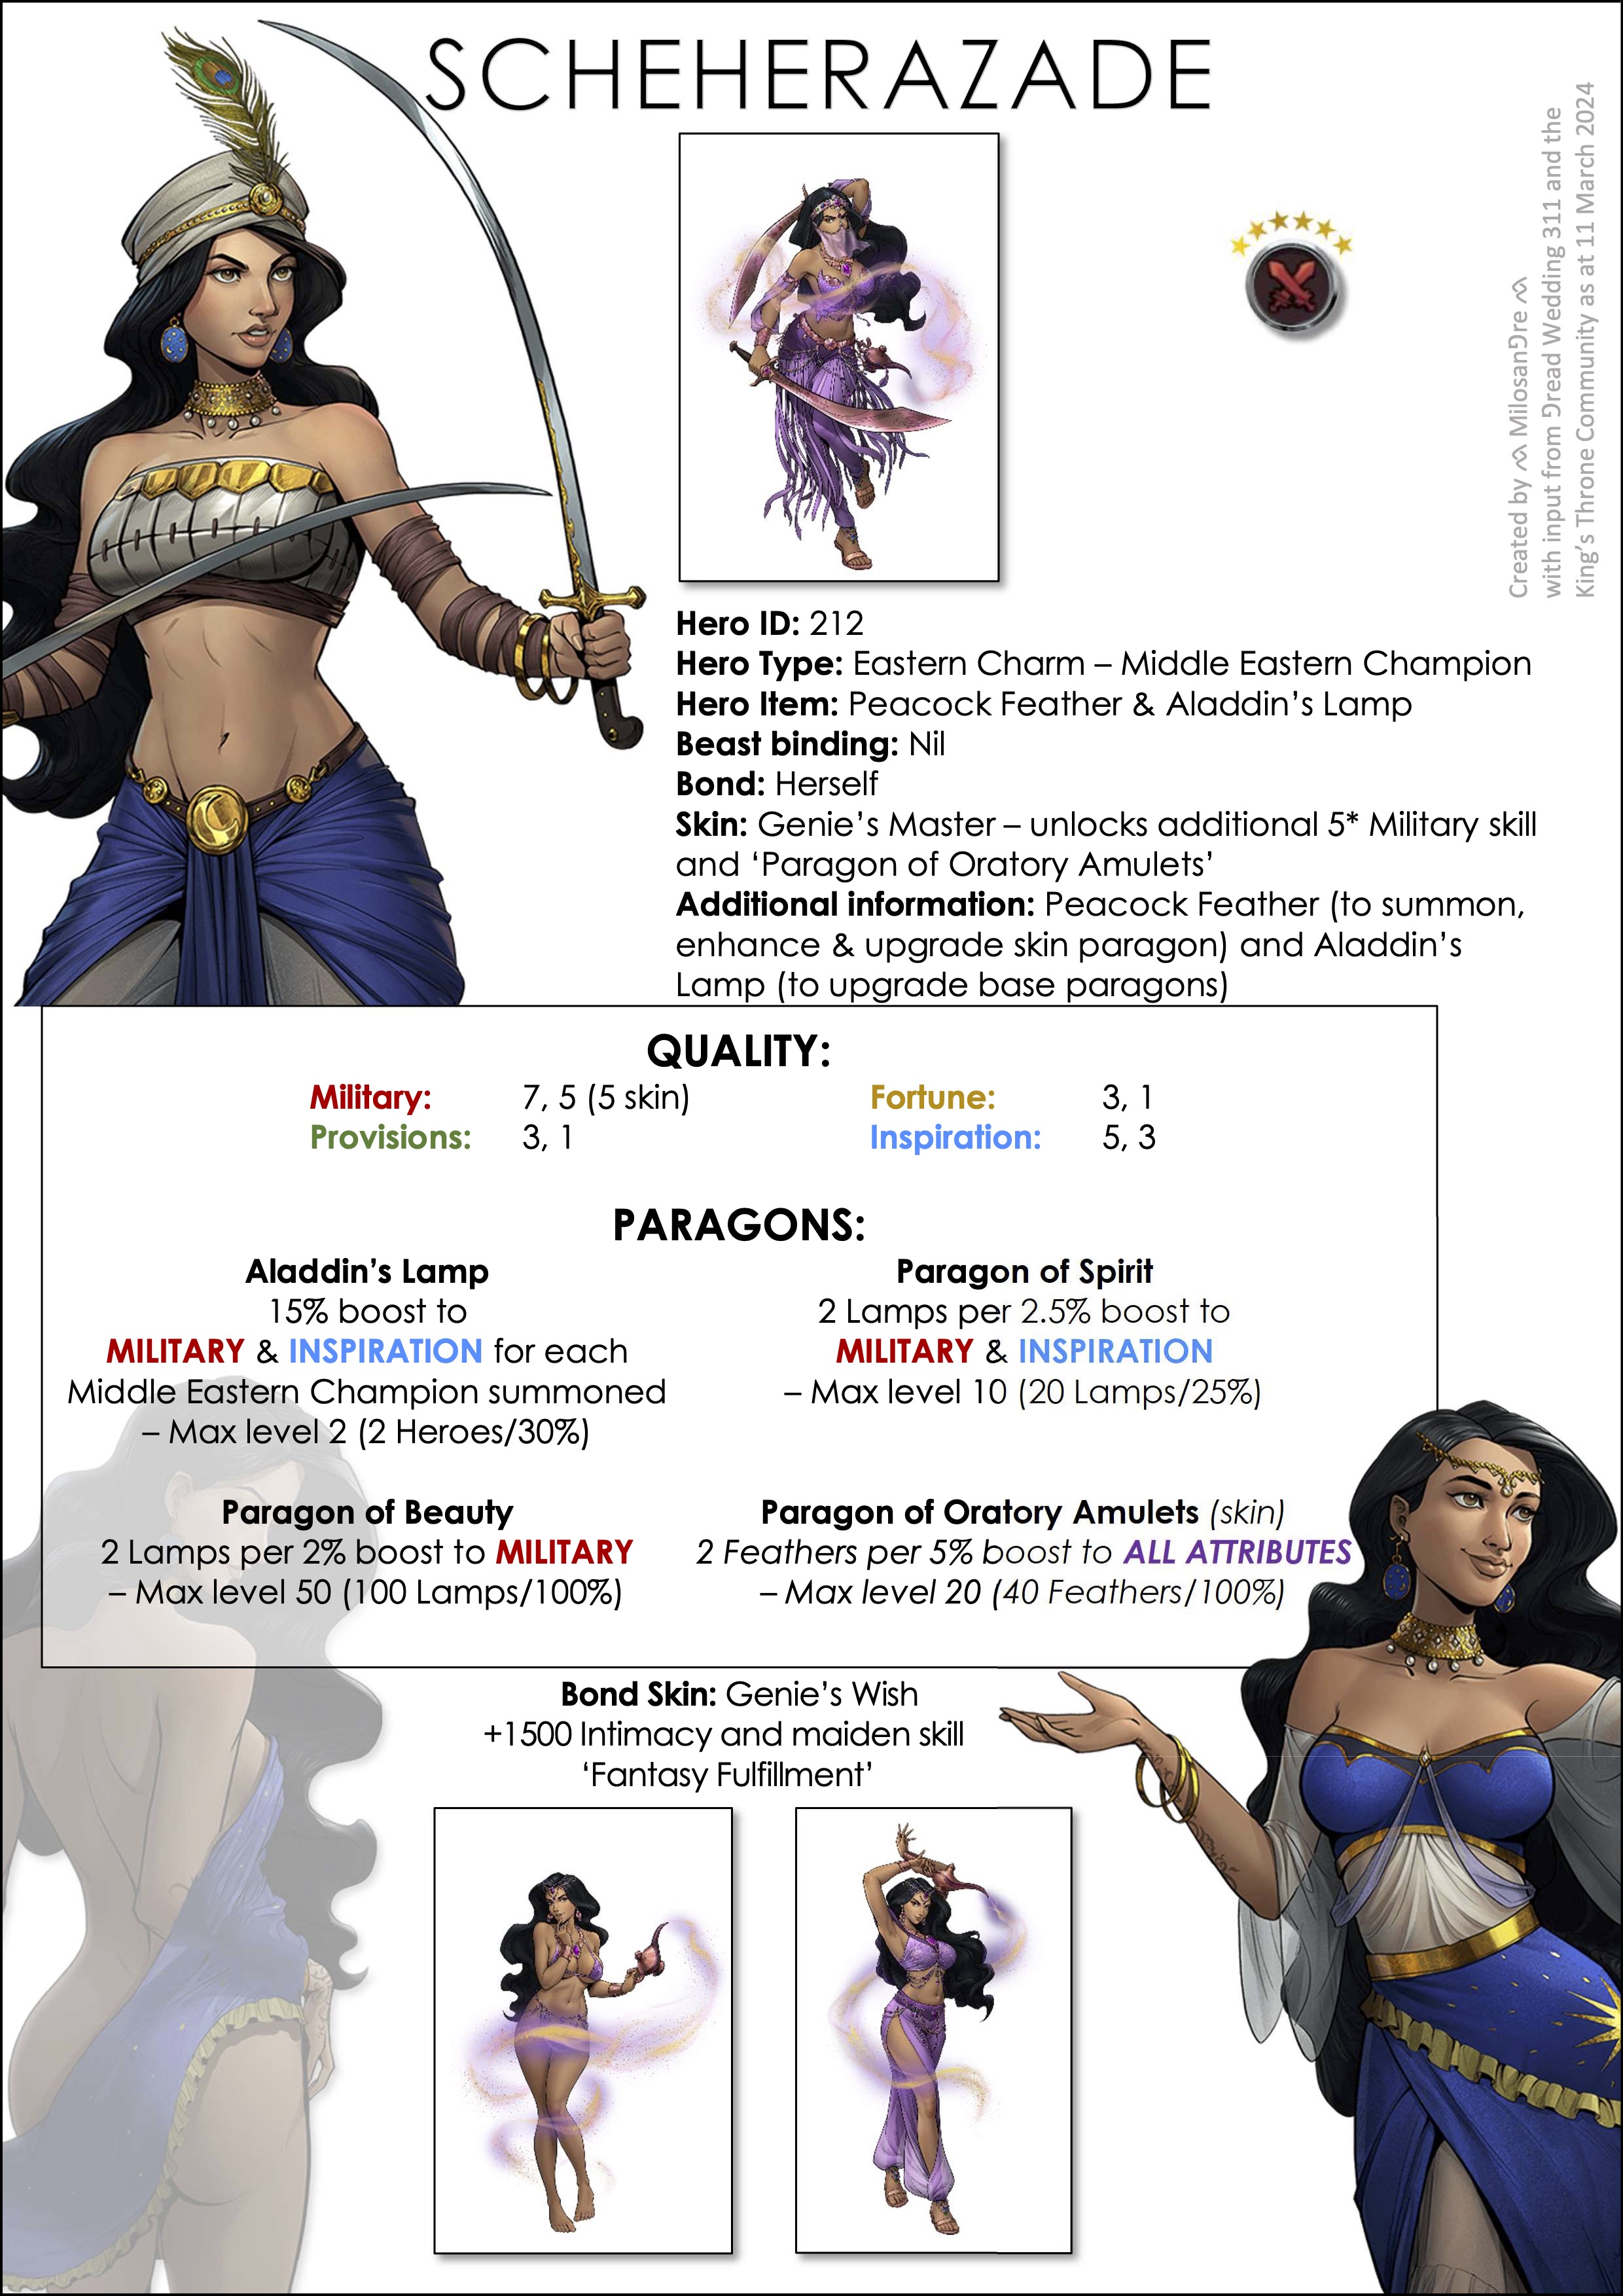 SCHEHERAZADE
Created by ᨒ MilosanƊre ᨒ
with input from Ɗread Wedding 311 and the
King's Throne Community as at 11 March 2024
Hero ID: 212
Hero Type: Eastern Charm – Middle Eastern Champion
Hero Item: Peacock Feather & Aladdin's Lamp
Beast binding: Nil
Bond: Herself
Skin: Genie's Master – unlocks additional 5* Military skill
and ‘Paragon of Oratory Amulets’
Additional information: Peacock Feather (to summon,
enhance & upgrade skin paragon) and Aladdin's
Lamp (to upgrade base paragons)
QUALITY:
Military: 7, 5 (5 skin) Fortune: 3, 1
Provisions: 3, 1 Inspiration: 5, 3
PARAGONS:
Aladdin's Lamp
15% boost to
MILITARY & INSPIRATION for each
Middle Eastern Champion summoned
– Max level 2 (2 Heroes/30%)
Paragon of Spirit
2 Lamps per 2.5% boost to
MILITARY & INSPIRATION
– Max level 10 (20 Lamps/25%)
Paragon of Beauty
2 Lamps per 2% boost to MILITARY
– Max level 50 (100 Lamps/100%)
Paragon of Oratory Amulets (skin)
2 Feathers per 5% boost to ALL ATTRIBUTES
– Max level 20 (40 Feathers/100%)
Bond Skin: Genie's Wish
+1500 Intimacy and maiden skill
‘Fantasy Fulfillment’